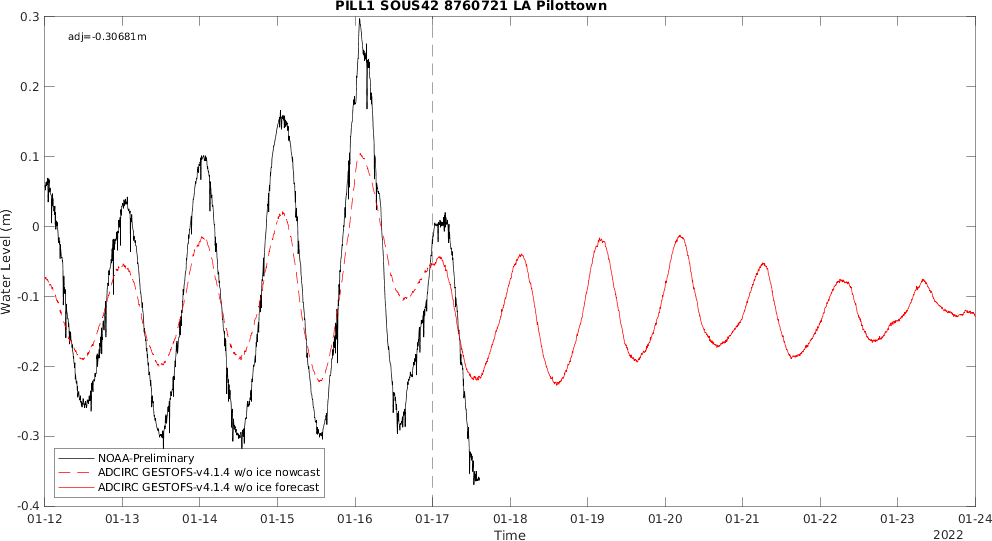 PILL1 SOUS42 8760721 LA Pilottown
adj=-0.30681m
0.3
0.2
0.1
0
-0.1
-0.2
-0.3
-0.4
Water Level (m)
NOAA-Preliminary
ADCIRC GESTOFS-v4.1.4 w/o ice nowcast
ADCIRC GESTOFS-v4.1.4 w/o ice forecast
01-12 01-13 01-14 01-15 01-16 01-17 01-18 01-19 01-20 01-21 01-22 01-23 01-24
Time
2022